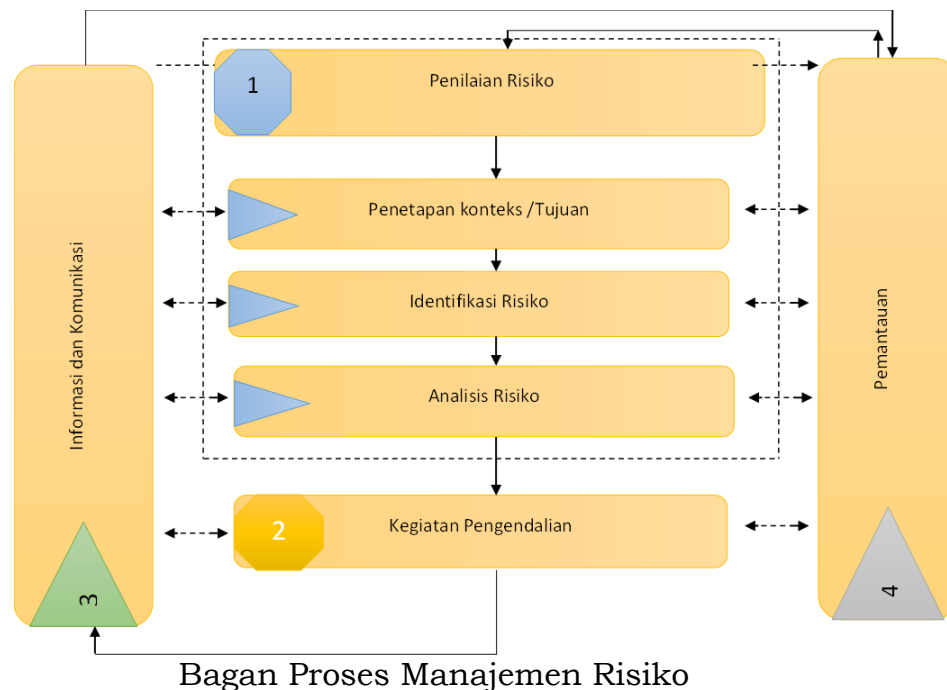 1
Penilaian Risiko
Penetapan konteks /Tujuan
Identifikasi Risiko
Analisis Risiko
2
Kegiatan Pengendalian
Informasi dan Komunikasi
3
Pemantauan
4
Bagan Proses Manajemen Risiko